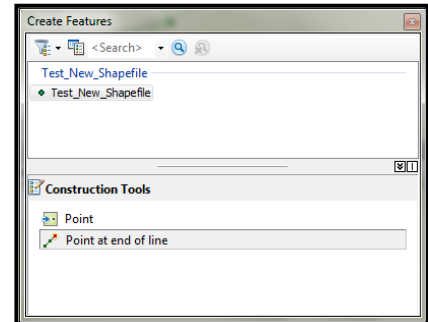 Create Features
<Search>
Test_New_Shapefile
Test_New_Shapefile
Construction Tools
Point
Point at end of line